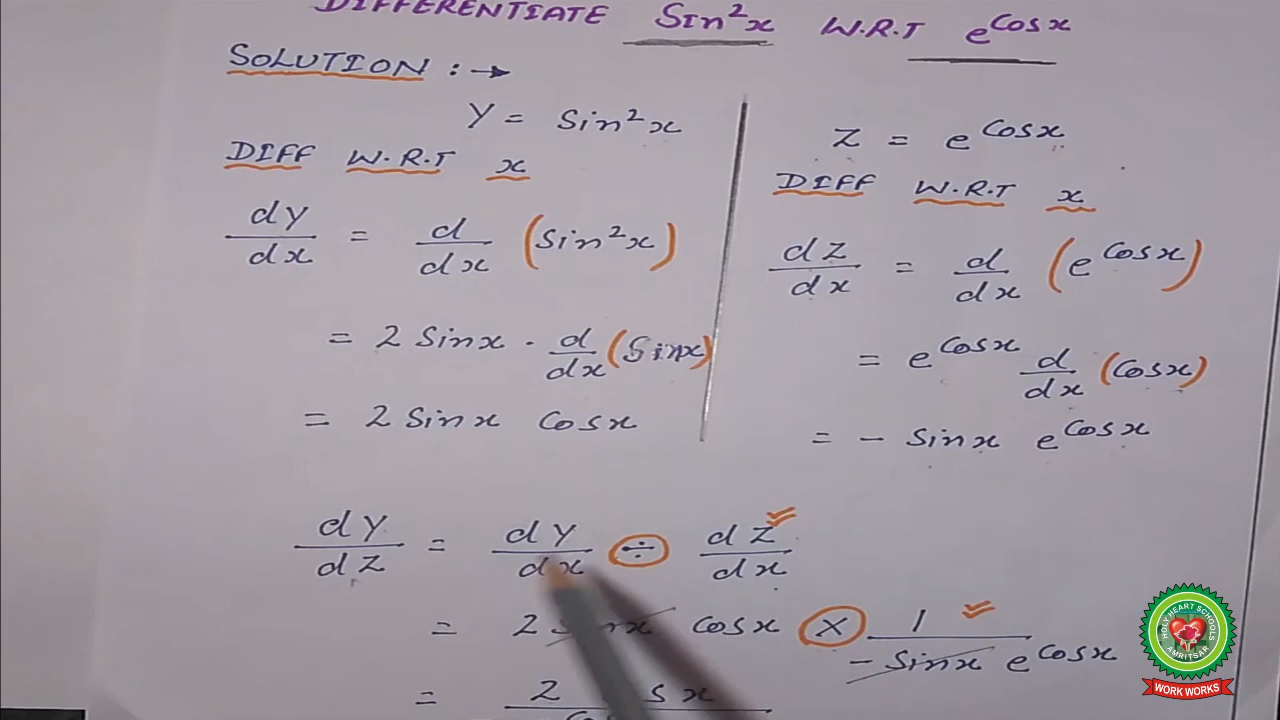 DIFFERENTIATE Sin²x W.R.T e^Cosx
SOLUTION :→
Y = Sin²x
DIFF W.R.T x
dY/dx = d/dx (Sin²x)
= 2 Sinx · d/dx (Sinx)
= 2 Sinx Cosx
Z = e^Cosx
DIFF W.R.T x
dZ/dx = d/dx (e^Cosx)
= e^Cosx d/dx (Cosx)
= - Sinx e^Cosx
dY/dZ = dY/dx ÷ dZ/dx
= 2 Sinx Cosx × 1/(- Sinx e^Cosx)
= 2
HOLY HEART SCHOOLS
AMRITSAR
WORK WORKS